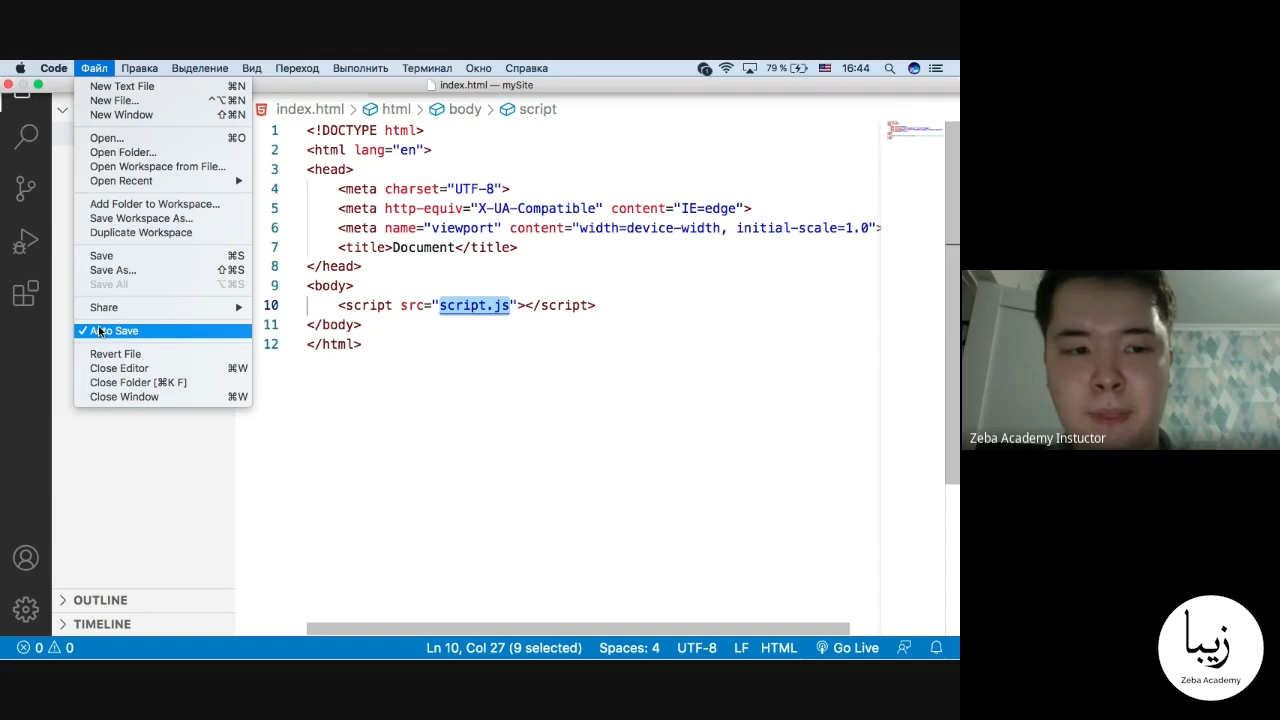 Code Файл Правка Выделение Вид Переход Выполнить Терминал Окно Справка 79 % 16:44
index.html — mySite
New Text File ⌘N
New File... ^⌥⌘N
New Window ⇧⌘N
Open... ⌘O
Open Folder...
Open Workspace from File...
Open Recent
Add Folder to Workspace...
Save Workspace As...
Duplicate Workspace
Save ⌘S
Save As... ⇧⌘S
Save All ⌥⌘S
Share
✓ Auto Save
Revert File
Close Editor ⌘W
Close Folder [⌘K F]
Close Window ⌘W
index.html > html > body > script
1 <!DOCTYPE html>
2 <html lang="en">
3 <head>
4 <meta charset="UTF-8">
5 <meta http-equiv="X-UA-Compatible" content="IE=edge">
6 <meta name="viewport" content="width=device-width, initial-scale=1.0">
7 <title>Document</title>
8 </head>
9 <body>
10 <script src="script.js"></script>
11 </body>
12 </html>
OUTLINE
TIMELINE
0 0 Ln 10, Col 27 (9 selected) Spaces: 4 UTF-8 LF HTML Go Live
Zeba Academy Instuctor
زيبا
Zeba Academy